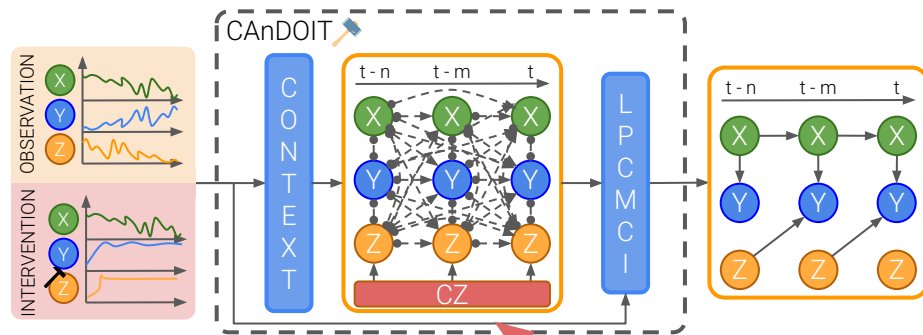 CAnDOIT
OBSERVATION
X
Y
Z
INTERVENTION
X
Y
Z
CONTEXT
t - n t - m t
X X X
Y Y Y
Z Z Z
CZ
LPCMCI
t - n t - m t
X X X
Y Y Y
Z Z Z